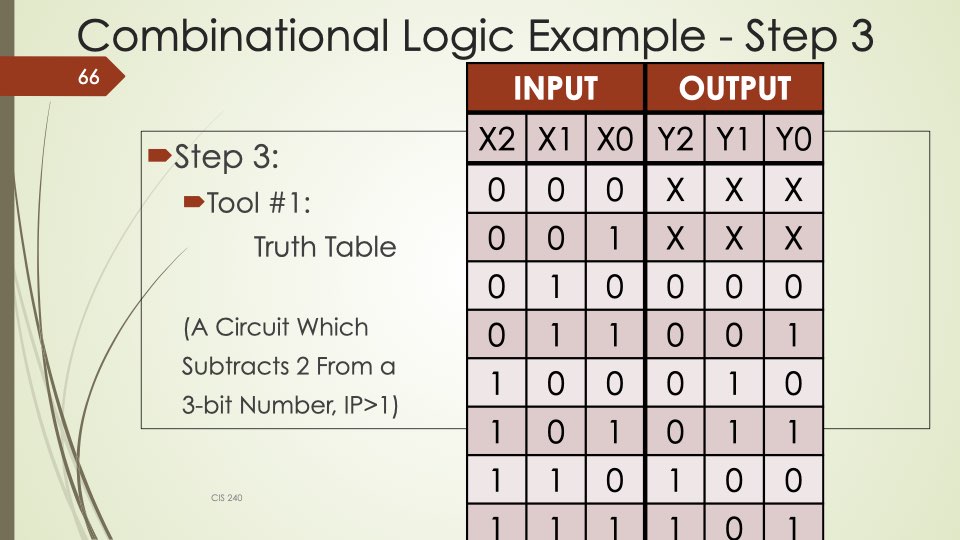 Combinational Logic Example - Step 3
66
Step 3:
Tool #1:
Truth Table
(A Circuit Which
Subtracts 2 From a
3-bit Number, IP>1)
INPUT OUTPUT
X2 X1 X0 Y2 Y1 Y0
0 0 0 X X X
0 0 1 X X X
0 1 0 0 0 0
0 1 1 0 0 1
1 0 0 0 1 0
1 0 1 0 1 1
1 1 0 1 0 0
1 1 1 1 0 1
CIS 240